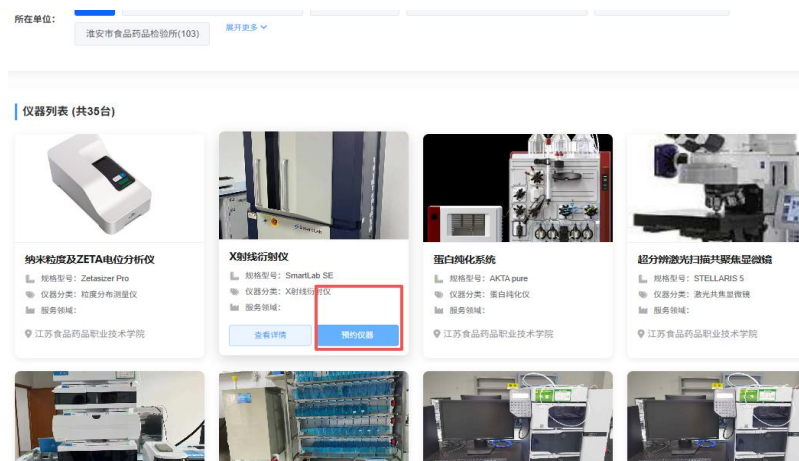 所在单位：
淮安市食品药品检验所(103)
展开更多
仪器列表 (共35台)
纳米粒度及ZETA电位分析仪
规格型号：Zetasizer Pro
仪器分类：粒度分布测量仪
服务领域：
江苏食品药品职业技术学院
X射线衍射仪
规格型号：SmartLab SE
仪器分类：X射线衍射仪
服务领域：
查看详情
预约仪器
蛋白纯化系统
规格型号：AKTA pure
仪器分类：蛋白纯化仪
服务领域：
江苏食品药品职业技术学院
超分辨激光扫描共聚焦显微镜
规格型号：STELLARIS 5
仪器分类：激光共焦显微镜
服务领域：
江苏食品药品职业技术学院